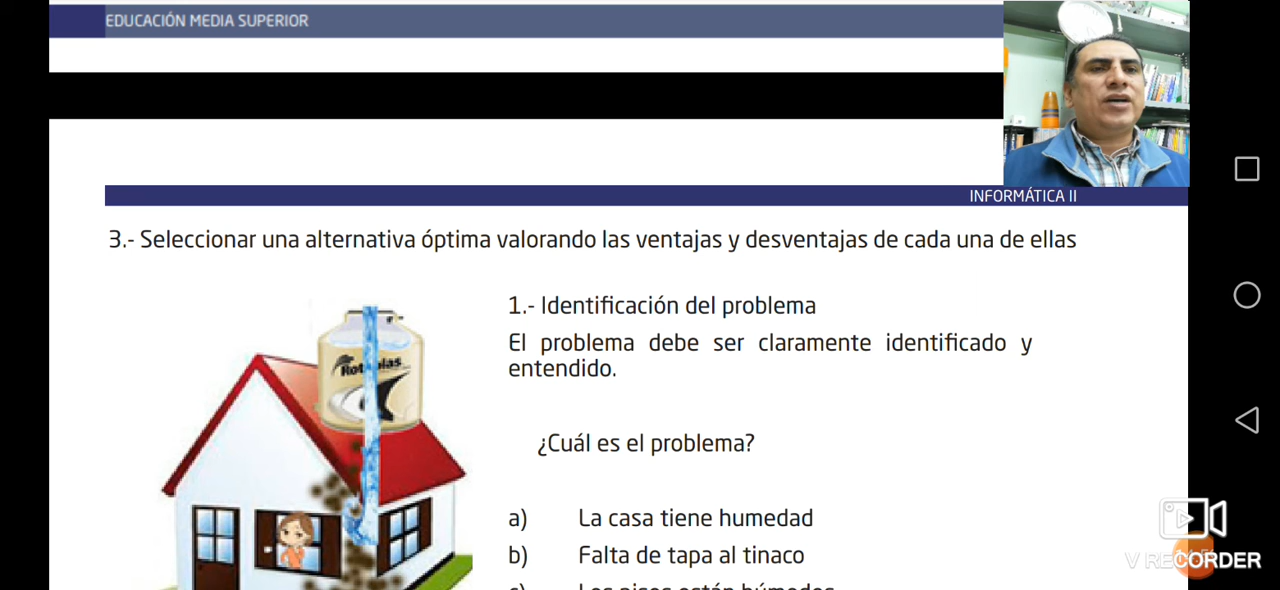 EDUCACIÓN MEDIA SUPERIOR
INFORMÁTICA II
3.- Seleccionar una alternativa óptima valorando las ventajas y desventajas de cada una de ellas
1.- Identificación del problema
El problema debe ser claramente identificado y
entendido.
¿Cuál es el problema?
a) La casa tiene humedad
b) Falta de tapa al tinaco
V RECORDER